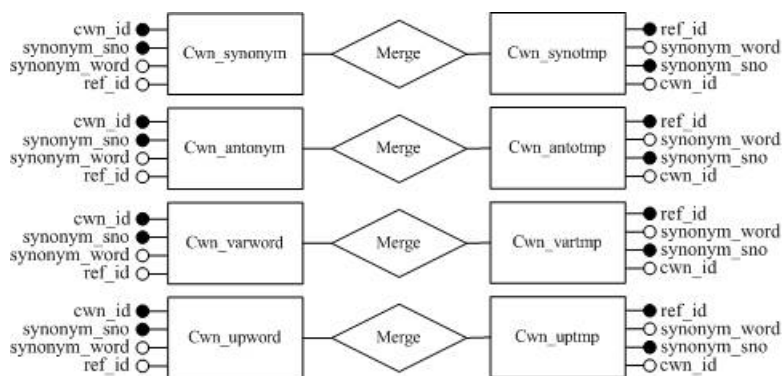 cwn_id
synonym_sno
synonym_word
ref_id
Cwn_synonym
Merge
Cwn_synotmp
ref_id
synonym_word
synonym_sno
cwn_id
cwn_id
synonym_sno
synonym_word
ref_id
Cwn_antonym
Merge
Cwn_antotmp
ref_id
synonym_word
synonym_sno
cwn_id
cwn_id
synonym_sno
synonym_word
ref_id
Cwn_varword
Merge
Cwn_vartmp
ref_id
synonym_word
synonym_sno
cwn_id
cwn_id
synonym_sno
synonym_word
ref_id
Cwn_upword
Merge
Cwn_uptmp
ref_id
synonym_word
synonym_sno
cwn_id